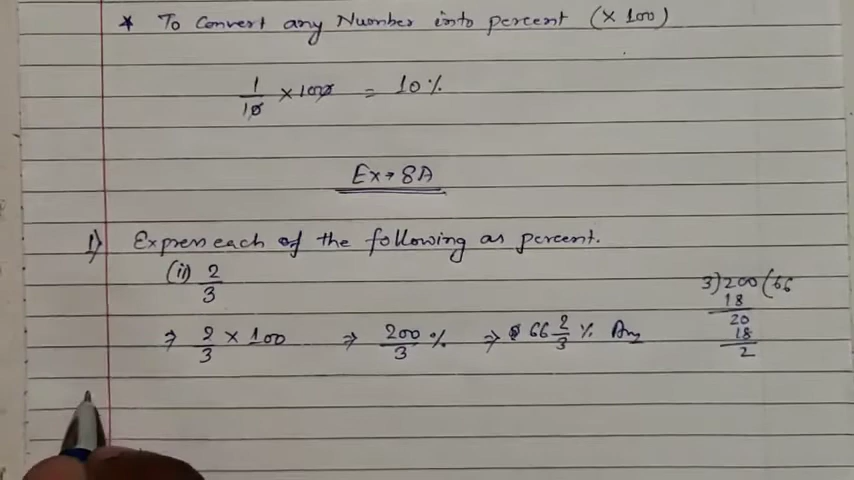 * To Convert any Number into percent (× 100)
1/10 × 100 = 10%
Ex → 8A
1) Express each of the following as percent.
(ii) 2/3
⇒ 2/3 × 100 ⇒ 200/3 % ⇒ 66 2/3 % Ans
3)200(66
18
20
18
2